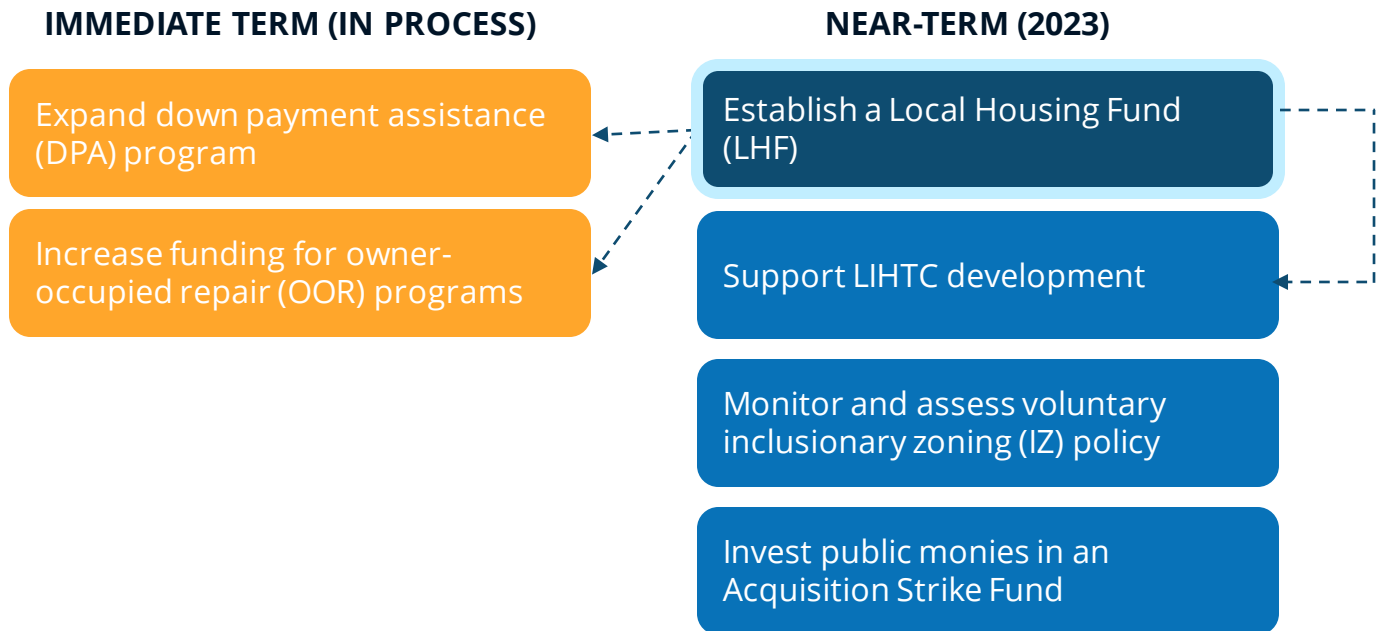 IMMEDIATE TERM (IN PROCESS)
Expand down payment assistance
(DPA) program
Increase funding for owner-
occupied repair (OOR) programs
NEAR-TERM (2023)
Establish a Local Housing Fund
(LHF)
Support LIHTC development
Monitor and assess voluntary
inclusionary zoning (IZ) policy
Invest public monies in an
Acquisition Strike Fund